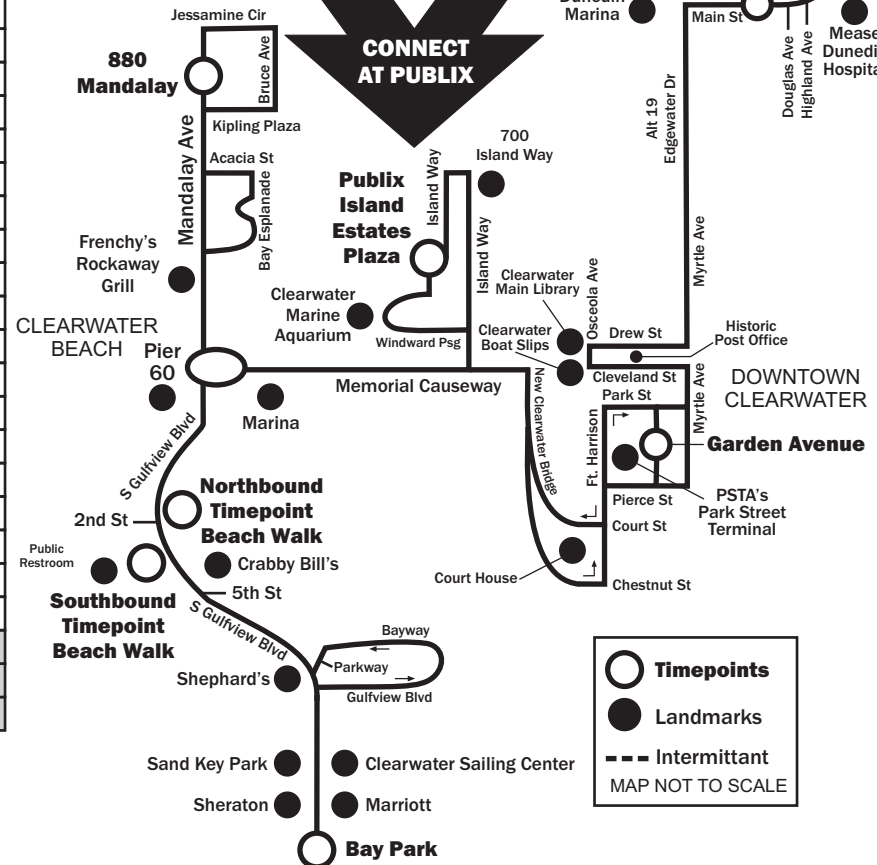 Jessamine Cir
880
Mandalay
Bruce Ave
Kipling Plaza
Mandalay Ave
Acacia St
Bay Esplanade
Frenchy's
Rockaway
Grill
CLEARWATER
BEACH
Pier
60
CONNECT
AT PUBLIX
700
Island Way
Publix
Island
Estates
Plaza
Island Way
Island Way
Clearwater
Marine
Aquarium
Windward Psg
Memorial Causeway
Marina
Marina
Main St
Douglas Ave
Highland Ave
Mease
Hospital
Alt 19
Edgewater Dr
Myrtle Ave
Clearwater
Main Library
Osceola Ave
Clearwater
Boat Slips
Drew St
Historic
Post Office
Cleveland St
Park St
DOWNTOWN
CLEARWATER
Myrtle Ave
New Clearwater Bridge
Ft. Harrison
Garden Avenue
PSTA's
Park Street
Terminal
Pierce St
Court St
Court House
Chestnut St
S Gulfview Blvd
Northbound
Timepoint
Beach Walk
2nd St
Public
Restroom
Crabby Bill's
5th St
Southbound
Timepoint
Beach Walk
S Gulfview Blvd
Bayway
Parkway
Gulfview Blvd
Shephard's
Sand Key Park
Clearwater Sailing Center
Sheraton
Marriott
Bay Park
Timepoints
Landmarks
Intermittant
MAP NOT TO SCALE